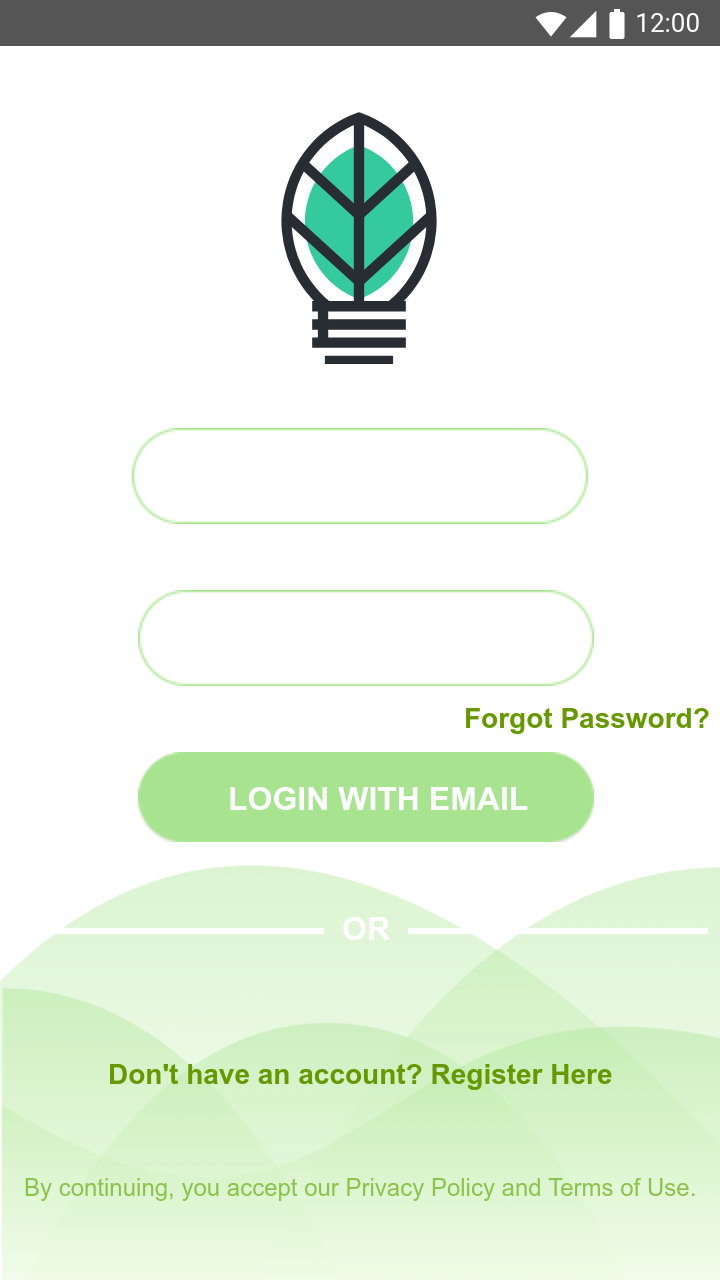 12:00
Forgot Password?
LOGIN WITH EMAIL
OR
Don't have an account? Register Here
By continuing, you accept our Privacy Policy and Terms of Use.